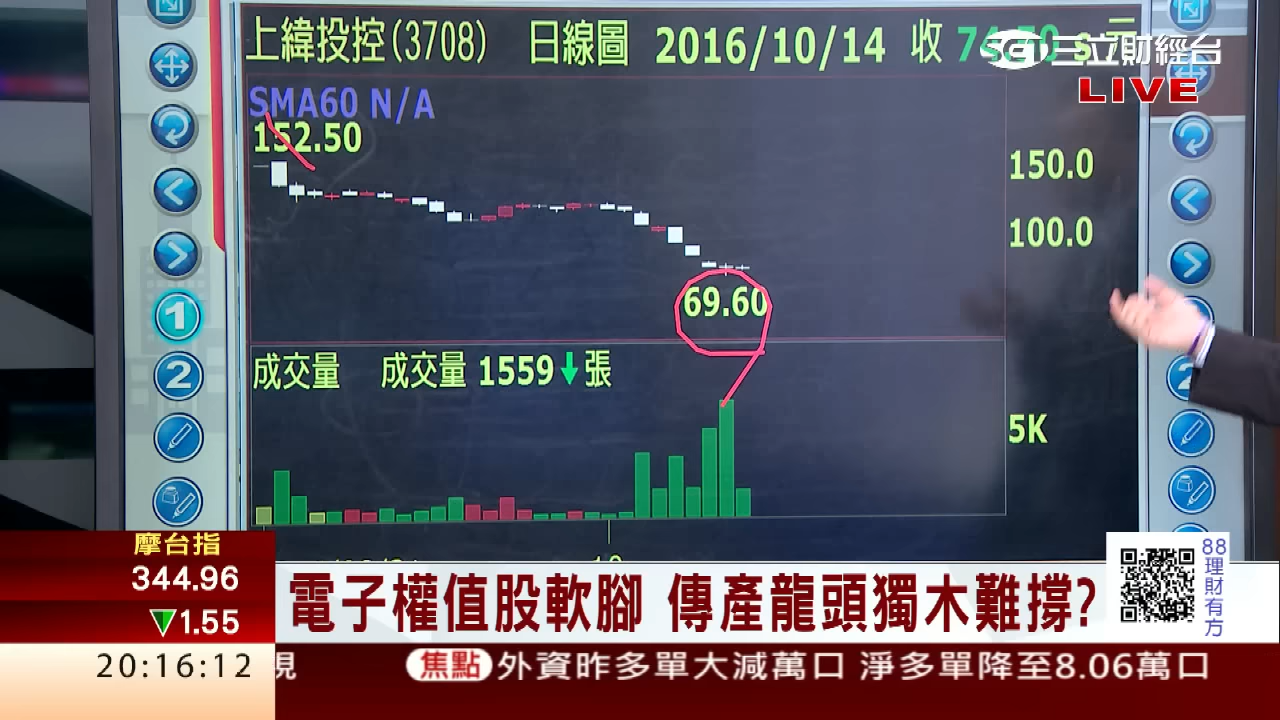 上緯投控(3708) 日線圖 2016/10/14 收
三立財經台
LIVE
SMA60 N/A
152.50
150.0
100.0
69.60
成交量 成交量 1559↓張
5K
1
2
摩台指
344.96
▼1.55
電子權值股軟腳 傳產龍頭獨木難撐?
88理財有方
20:16:12
焦點 外資昨多單大減萬口 淨多單降至8.06萬口